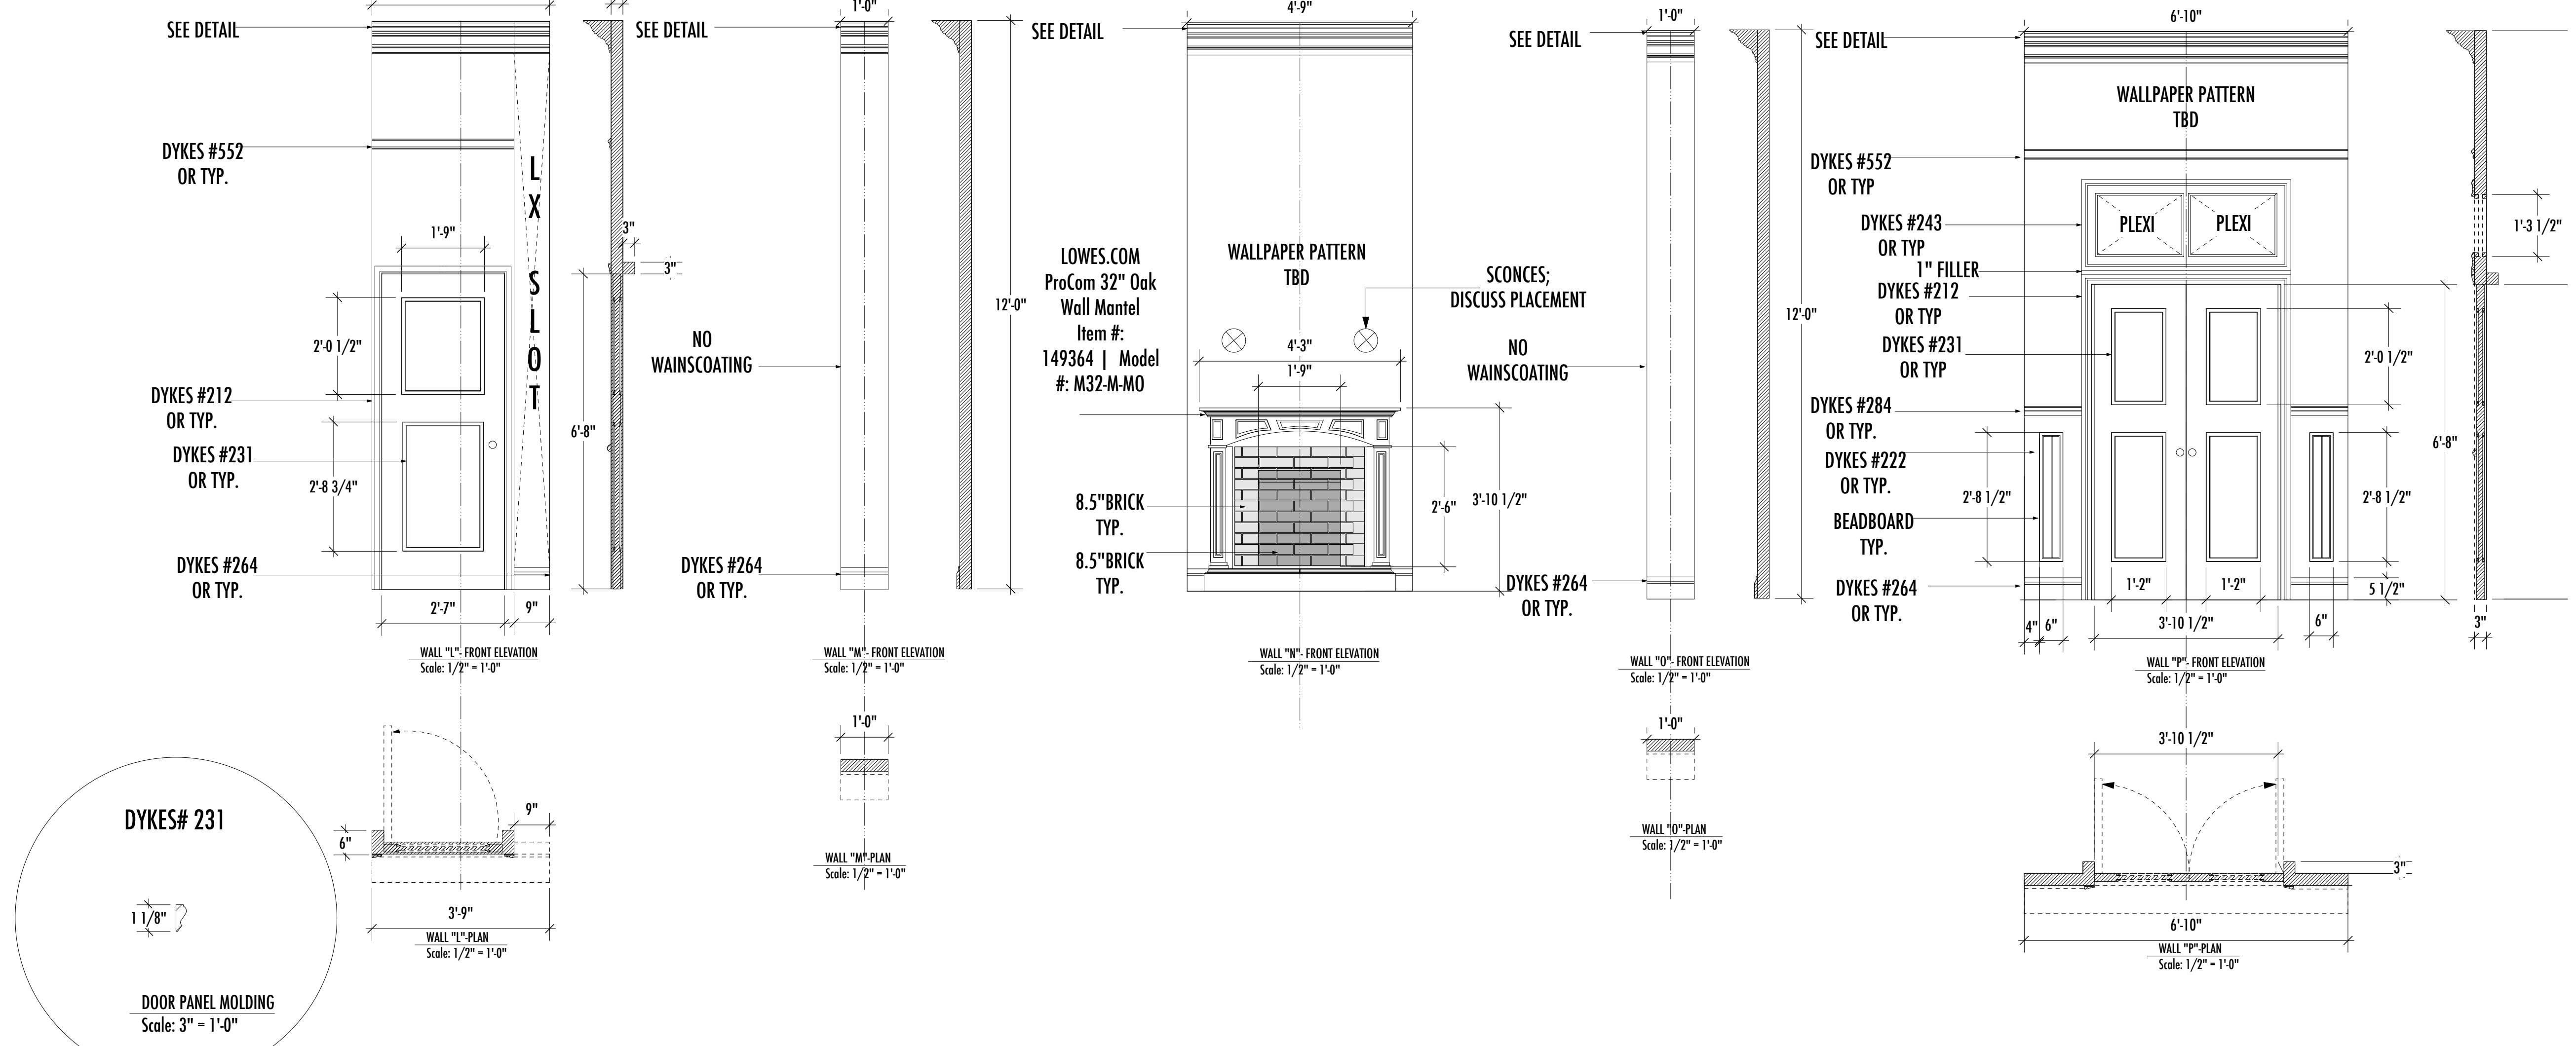 SEE DETAIL
DYKES #552
OR TYP.
1'-9"
2'-0 1/2"
DYKES #212
OR TYP.
DYKES #231
OR TYP.
2'-8 3/4"
DYKES #264
OR TYP.
LX SLOT
2'-7"
9"
3"
3"
6'-8"
WALL "L"- FRONT ELEVATION
Scale: 1/2" = 1'-0"
9"
6"
3'-9"
WALL "L"-PLAN
Scale: 1/2" = 1'-0"
DYKES# 231
1 1/8"
DOOR PANEL MOLDING
Scale: 3" = 1'-0"
SEE DETAIL
1'-0"
NO
WAINSCOATING
DYKES #264
OR TYP.
12'-0"
WALL "M"- FRONT ELEVATION
Scale: 1/2" = 1'-0"
1'-0"
WALL "M"-PLAN
Scale: 1/2" = 1'-0"
SEE DETAIL
4'-9"
LOWES.COM
ProCom 32" Oak
Wall Mantel
Item #:
149364 | Model
#: M32-M-MO
WALLPAPER PATTERN
TBD
SCONCES;
DISCUSS PLACEMENT
4'-3"
1'-9"
8.5"BRICK
TYP.
8.5"BRICK
TYP.
2'-6"
3'-10 1/2"
WALL "N"- FRONT ELEVATION
Scale: 1/2" = 1'-0"
SEE DETAIL
1'-0"
NO
WAINSCOATING
DYKES #264
OR TYP.
12'-0"
WALL "O"- FRONT ELEVATION
Scale: 1/2" = 1'-0"
1'-0"
WALL "O"-PLAN
Scale: 1/2" = 1'-0"
SEE DETAIL
6'-10"
WALLPAPER PATTERN
TBD
DYKES #552
OR TYP
DYKES #243
OR TYP
PLEXI
PLEXI
1" FILLER
DYKES #212
OR TYP
DYKES #231
OR TYP
DYKES #284
OR TYP.
DYKES #222
OR TYP.
2'-8 1/2"
BEADBOARD
TYP.
DYKES #264
OR TYP.
1'-2"
1'-2"
4"
6"
3'-10 1/2"
6"
5 1/2"
2'-0 1/2"
2'-8 1/2"
6'-8"
1'-3 1/2"
3"
WALL "P"- FRONT ELEVATION
Scale: 1/2" = 1'-0"
3'-10 1/2"
3"
6'-10"
WALL "P"-PLAN
Scale: 1/2" = 1'-0"